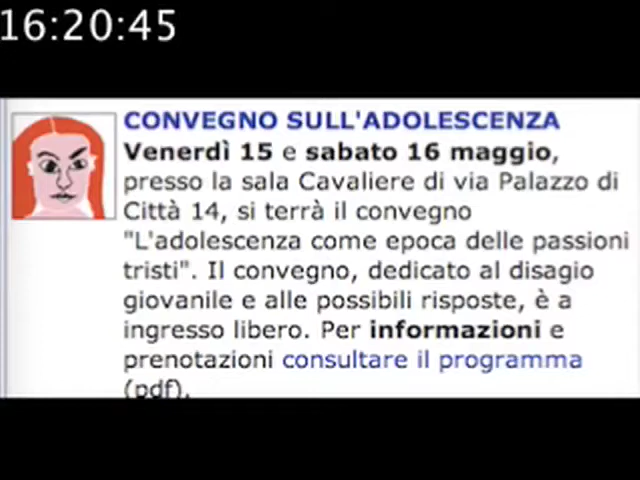 16:20:45
CONVEGNO SULL'ADOLESCENZA
Venerdì 15 e sabato 16 maggio,
presso la sala Cavaliere di via Palazzo di
Città 14, si terrà il convegno
"L'adolescenza come epoca delle passioni
tristi". Il convegno, dedicato al disagio
giovanile e alle possibili risposte, è a
ingresso libero. Per informazioni e
prenotazioni consultare il programma
(pdf).